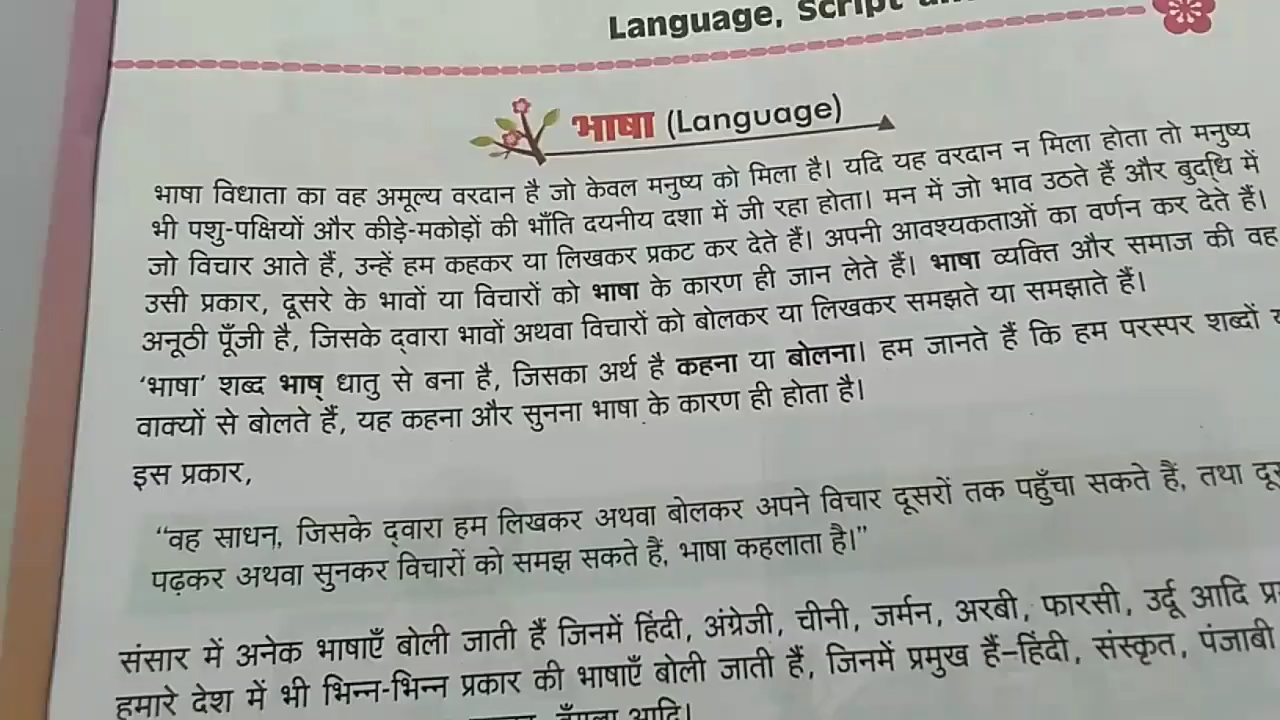 Language, Script
भाषा (Language)
भाषा विधाता का वह अमूल्य वरदान है जो केवल मनुष्य को मिला है। यदि यह वरदान न मिला होता तो मनुष्य
भी पशु-पक्षियों और कीड़े-मकोड़ों की भाँति दयनीय दशा में जी रहा होता। मन में जो भाव उठते हैं और बुद्धि में
जो विचार आते हैं, उन्हें हम कहकर या लिखकर प्रकट कर देते हैं। अपनी आवश्यकताओं का वर्णन कर देते हैं।
उसी प्रकार, दूसरे के भावों या विचारों को भाषा के कारण ही जान लेते हैं। भाषा व्यक्ति और समाज की वह
अनूठी पूँजी है, जिसके द्वारा भावों अथवा विचारों को बोलकर या लिखकर समझते या समझाते हैं।
‘भाषा’ शब्द भाष् धातु से बना है, जिसका अर्थ है कहना या बोलना। हम जानते हैं कि हम परस्पर शब्दों
वाक्यों से बोलते हैं, यह कहना और सुनना भाषा के कारण ही होता है।
इस प्रकार,
“वह साधन, जिसके द्वारा हम लिखकर अथवा बोलकर अपने विचार दूसरों तक पहुँचा सकते हैं, तथा
पढ़कर अथवा सुनकर विचारों को समझ सकते हैं, भाषा कहलाता है।”
संसार में अनेक भाषाएँ बोली जाती हैं जिनमें हिंदी, अंग्रेजी, चीनी, जर्मन, अरबी, फारसी, उर्दू आदि
हमारे देश में भी भिन्न-भिन्न प्रकार की भाषाएँ बोली जाती हैं, जिनमें प्रमुख हैं–हिंदी, संस्कृत, पंजाबी
आदि।